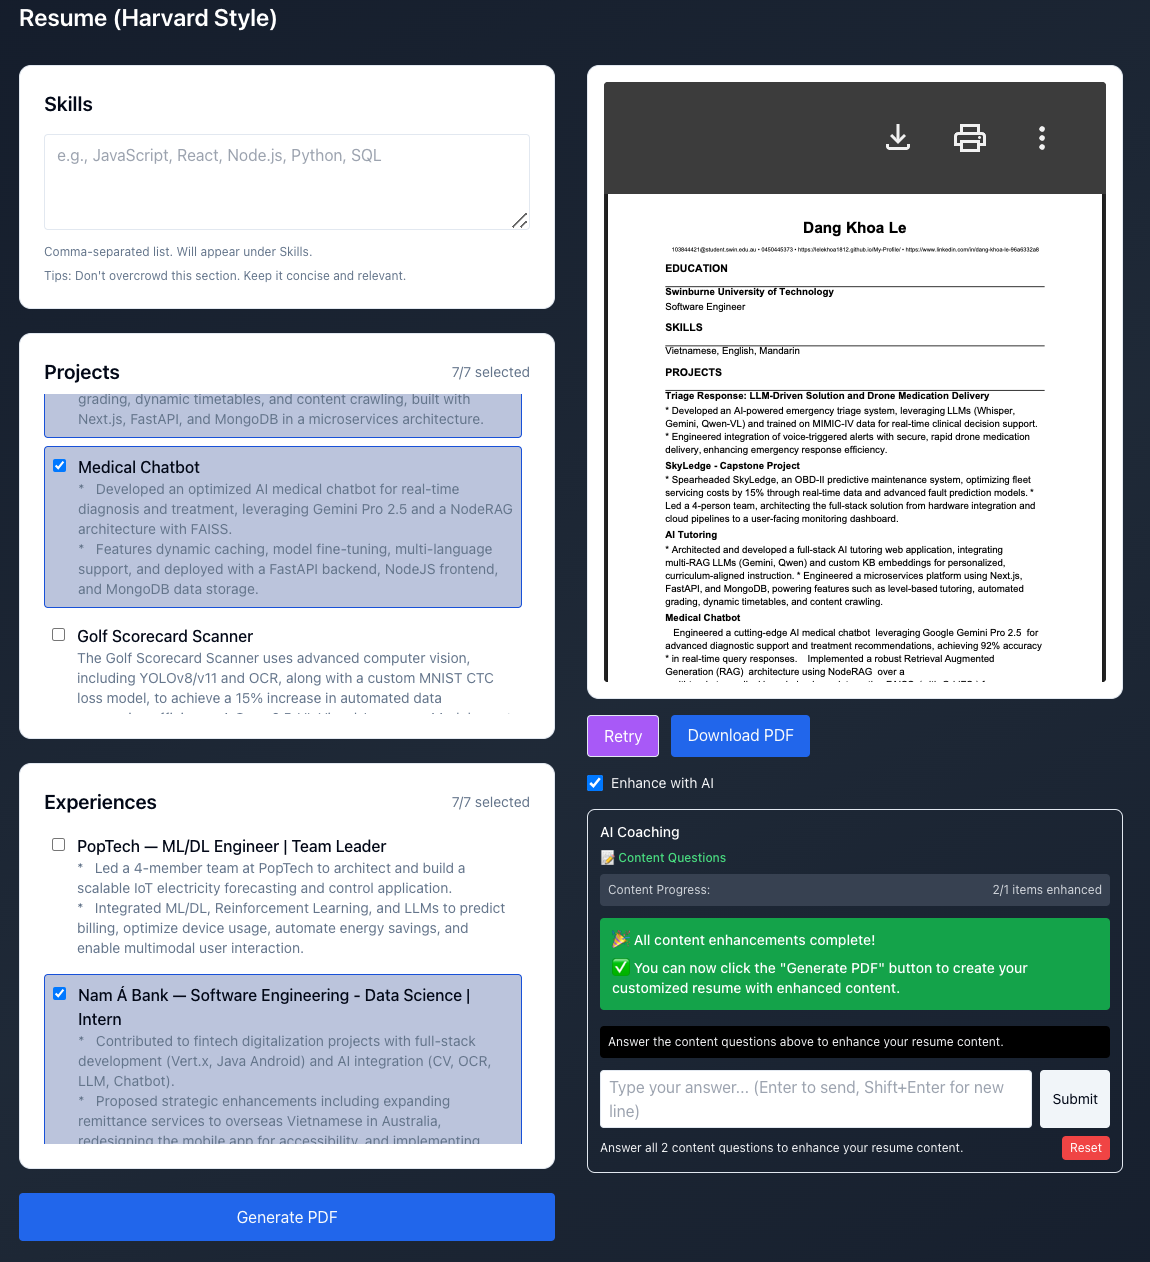 Resume (Harvard Style)
Skills
e.g., JavaScript, React, Node.js, Python, SQL
Comma-separated list. Will appear under Skills.
Tips: Don't overcrowd this section. Keep it concise and relevant.
Projects
7/7 selected
grading, dynamic timetables, and content crawling, built with
Next.js, FastAPI, and MongoDB in a microservices architecture.
Medical Chatbot
* Developed an optimized AI medical chatbot for real-time
diagnosis and treatment, leveraging Gemini Pro 2.5 and a NodeRAG
architecture with FAISS.
* Features dynamic caching, model fine-tuning, multi-language
support, and deployed with a FastAPI backend, NodeJS frontend,
and MongoDB data storage.
Golf Scorecard Scanner
The Golf Scorecard Scanner uses advanced computer vision,
including YOLOv8/v11 and OCR, along with a custom MNIST CTC
loss model, to achieve a 15% increase in automated data
Experiences
7/7 selected
PopTech — ML/DL Engineer | Team Leader
* Led a 4-member team at PopTech to architect and build a
scalable IoT electricity forecasting and control application.
* Integrated ML/DL, Reinforcement Learning, and LLMs to predict
billing, optimize device usage, automate energy savings, and
enable multimodal user interaction.
Nam Á Bank — Software Engineering - Data Science |
Intern
* Contributed to fintech digitalization projects with full-stack
development (Vert.x, Java Android) and AI integration (CV, OCR,
LLM, Chatbot).
* Proposed strategic enhancements including expanding
remittance services to overseas Vietnamese in Australia,
redesigning the mobile app for accessibility, and implementing
Generate PDF
Dang Khoa Le
103844421@student.swin.edu.au • 0450445373 • https://lelekhoa1812.github.io/My-Profile/ • https://www.linkedin.com/in/dang-khoa-le-96a6332a8
EDUCATION
Swinburne University of Technology
Software Engineer
SKILLS
Vietnamese, English, Mandarin
PROJECTS
Triage Response: LLM-Driven Solution and Drone Medication Delivery
* Developed an AI-powered emergency triage system, leveraging LLMs (Whisper,
Gemini, Qwen-VL) and trained on MIMIC-IV data for real-time clinical decision support.
* Engineered integration of voice-triggered alerts with secure, rapid drone medication
delivery, enhancing emergency response efficiency.
SkyLedge - Capstone Project
* Spearheaded SkyLedge, an OBD-II predictive maintenance system, optimizing fleet
servicing costs by 15% through real-time data and advanced fault prediction models. *
Led a 4-person team, architecting the full-stack solution from hardware integration and
cloud pipelines to a user-facing monitoring dashboard.
AI Tutoring
* Architected and developed a full-stack AI tutoring web application, integrating
multi-RAG LLMs (Gemini, Qwen) and custom KB embeddings for personalized,
curriculum-aligned instruction. * Engineered a microservices platform using Next.js,
FastAPI, and MongoDB, powering features such as level-based tutoring, automated
grading, dynamic timetables, and content crawling.
Medical Chatbot
Engineered a cutting-edge AI medical chatbot leveraging Google Gemini Pro 2.5 for
advanced diagnostic support and treatment recommendations, achieving 92% accuracy
* in real-time query responses. Implemented a robust Retrieval Augmented
Generation (RAG) architecture using NodeRAG over a
Retry
Download PDF
Enhance with AI
AI Coaching
📝 Content Questions
Content Progress:
2/1 items enhanced
🎉 All content enhancements complete!
✅ You can now click the "Generate PDF" button to create your
customized resume with enhanced content.
Answer the content questions above to enhance your resume content.
Type your answer... (Enter to send, Shift+Enter for new
line)
Submit
Answer all 2 content questions to enhance your resume content.
Reset